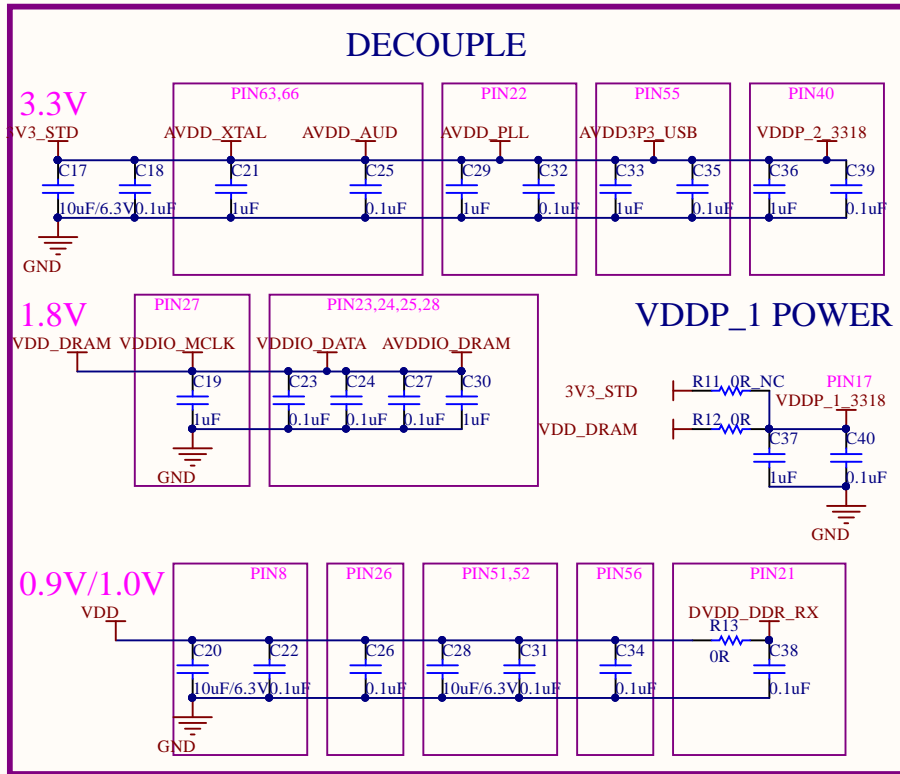 DECOUPLE
3.3V
PIN63,66
PIN22
PIN55
PIN40
3V3_STD
AVDD_XTAL
AVDD_AUD
AVDD_PLL
AVDD3P3_USB
VDDP_2_3318
C17
C18
C21
C25
C29
C32
C33
C35
C36
C39
10uF/6.3V
0.1uF
1uF
0.1uF
1uF
0.1uF
1uF
0.1uF
1uF
0.1uF
GND
1.8V
PIN27
PIN23,24,25,28
VDDP_1 POWER
VDD_DRAM
VDDIO_MCLK
VDDIO_DATA
AVDDIO_DRAM
C19
C23
C24
C27
C30
1uF
0.1uF
0.1uF
0.1uF
1uF
GND
3V3_STD
R11
0R_NC
PIN17
VDDP_1_3318
VDD_DRAM
R12
0R
C37
C40
1uF
0.1uF
GND
0.9V/1.0V
PIN8
PIN26
PIN51,52
PIN56
PIN21
VDD
DVDD_DDR_RX
R13
0R
C20
C22
C26
C28
C31
C34
C38
10uF/6.3V
0.1uF
0.1uF
10uF/6.3V
0.1uF
0.1uF
0.1uF
GND